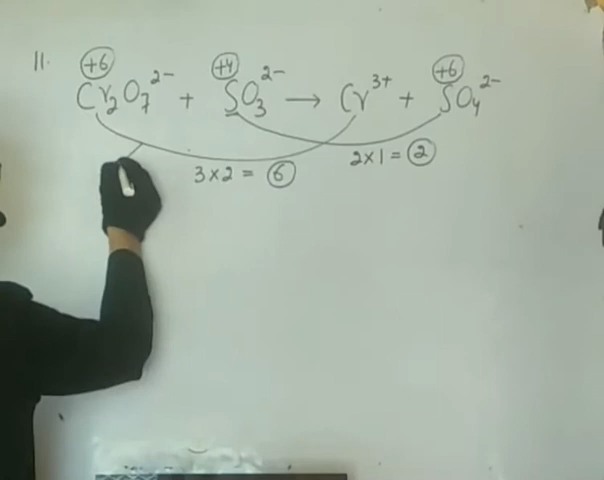 +6 +4 +6
11. Cr₂O₇²⁻ + SO₃²⁻ → Cr³⁺ + SO₄²⁻
3×2 = 6 2×1 = 2